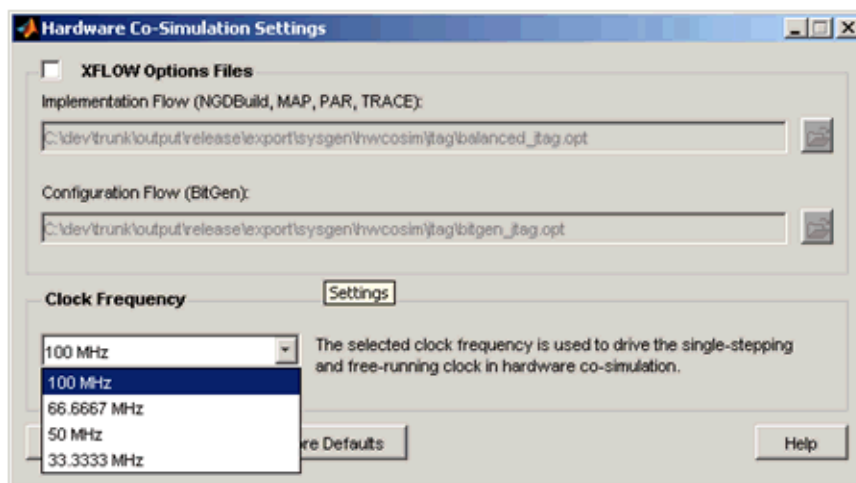 Hardware Co-Simulation Settings
XFLOW Options Files
Implementation Flow (NGDBuild, MAP, PAR, TRACE):
C:\dev\trunk\output\release\export\sysgen\hwcosim\jtag\balanced_jtag.opt
Configuration Flow (BitGen):
C:\dev\trunk\output\release\export\sysgen\hwcosim\jtag\bitgen_jtag.opt
Settings
Clock Frequency
100 MHz
The selected clock frequency is used to drive the single-stepping
and free-running clock in hardware co-simulation.
100 MHz
66.6667 MHz
50 MHz
33.3333 MHz
Defaults
Help